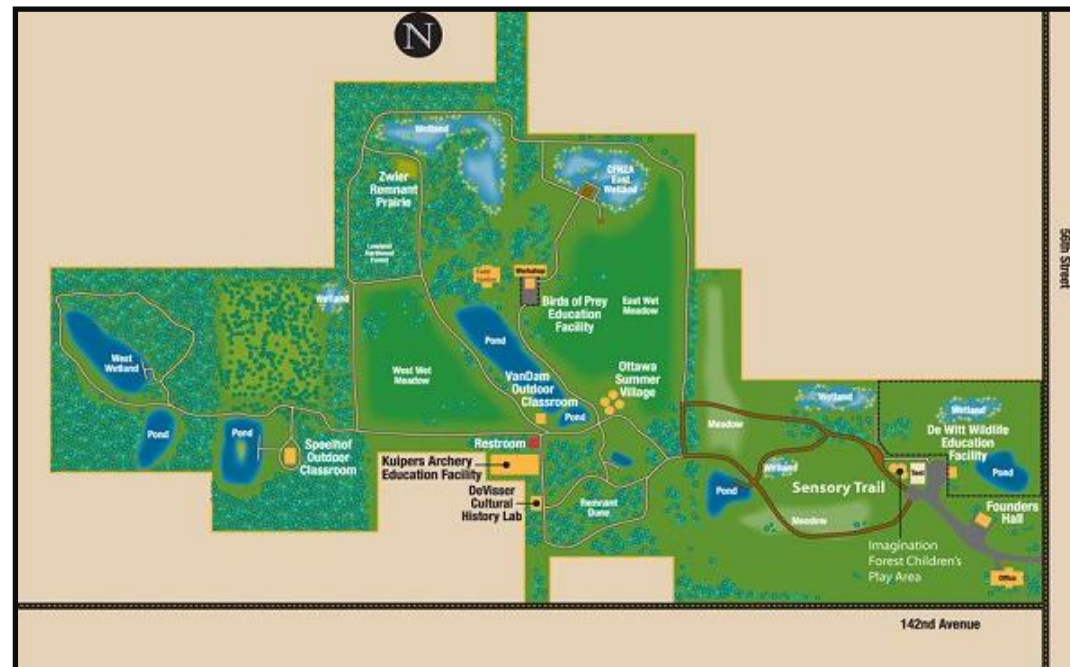 N
Wetland
Zwier
Remnant
Prairie
East
Wetland
Lowland
Hardwood
Forest
Wetland
Workshop
Birds of Prey
Education
Facility
East Wet
Meadow
56th Street
Pond
West
Wetland
West Wet
Meadow
VanDam
Outdoor
Classroom
Ottawa
Summer
Village
Pond
Meadow
Wetland
Wetland
De Witt Wildlife
Education
Facility
Pond
Pond
Spoelhof
Outdoor
Classroom
Restroom
Kuipers Archery
Education Facility
DeVisser
Cultural
History Lab
Remnant
Dune
Pond
Wetland
Sensory Trail
Tent
Pond
Meadow
Founders
Hall
Imagination
Forest Children's
Play Area
Office
142nd Avenue